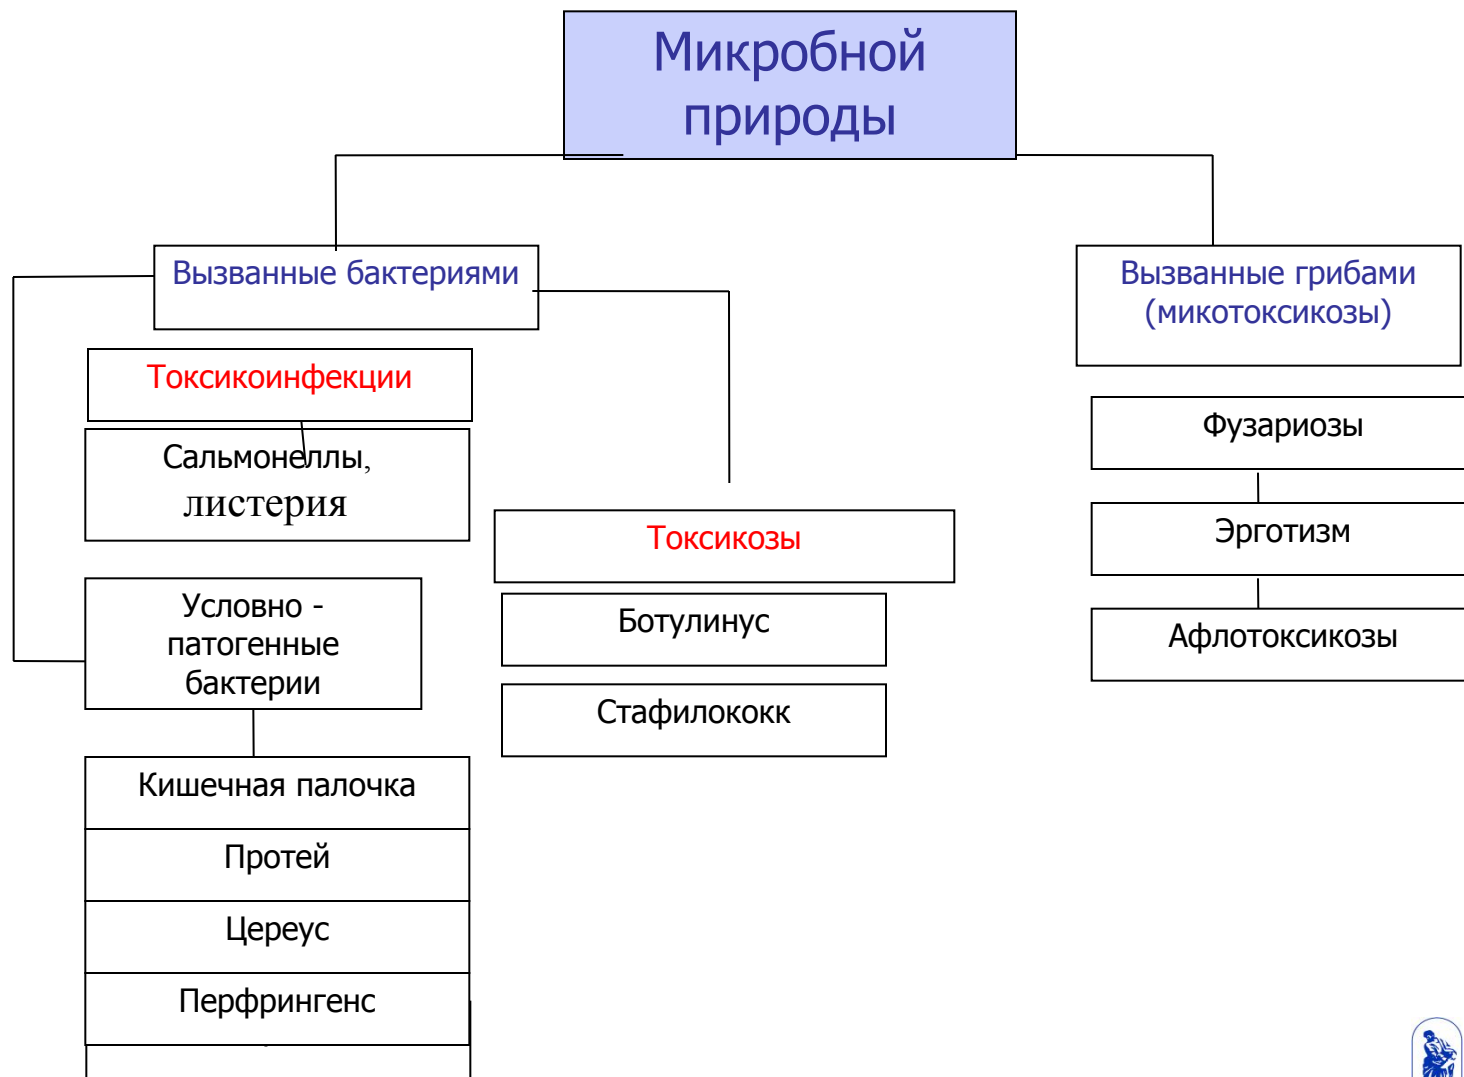 Микробной
природы
Вызванные бактериями
Вызванные грибами
(микотоксикозы)
Токсикоинфекции
Сальмонеллы,
листерия
Условно -
патогенные
бактерии
Кишечная палочка
Протей
Цереус
Перфрингенс
Токсикозы
Ботулинус
Стафилококк
Фузариозы
Эрготизм
Афлотоксикозы